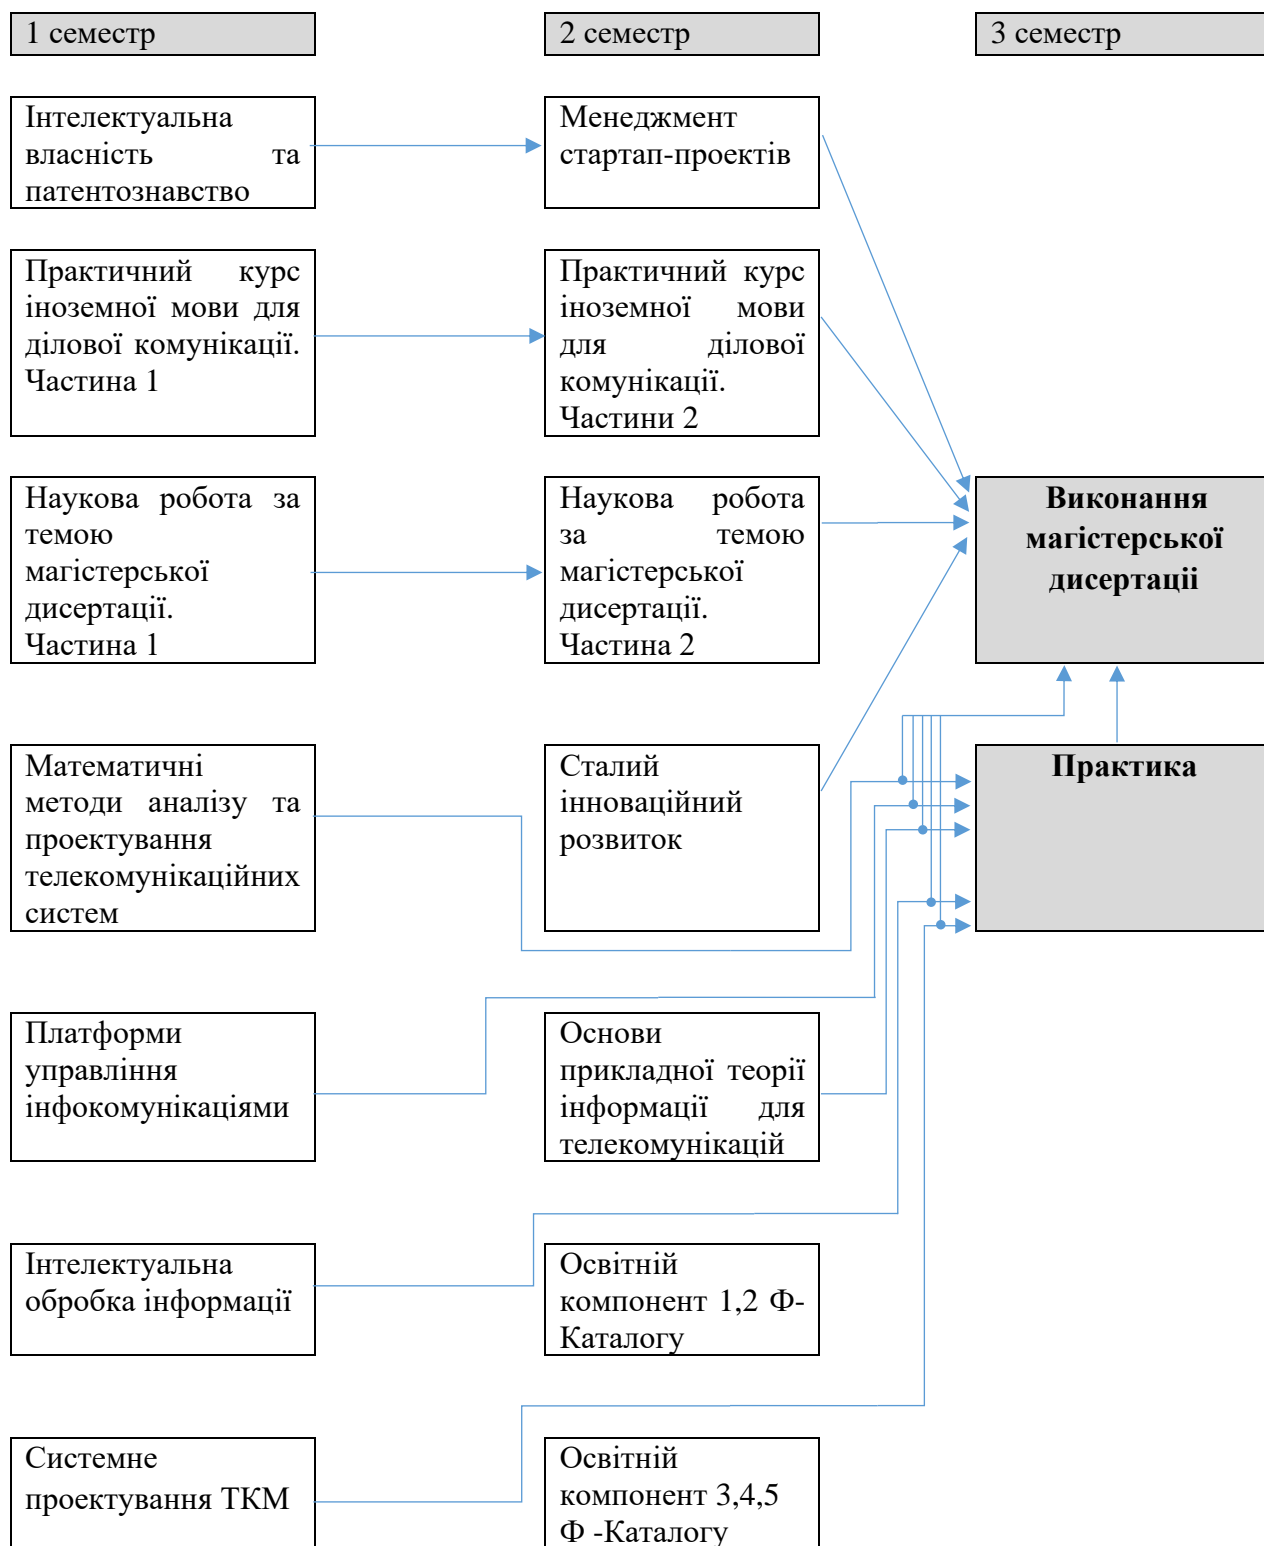 1 семестр
2 семестр
3 семестр
Інтелектуальна
власність та
патентознавство
Менеджмент
стартап-проектів
Практичний курс
іноземної мови для
ділової комунікації.
Частина 1
Практичний курс
іноземної мови
для ділової
комунікації.
Частини 2
Наукова робота за
темою
магістерської
дисертації.
Частина 1
Наукова робота
за темою
магістерської
дисертації.
Частина 2
Виконання
магістерської
дисертаціі
Математичні
методи аналізу та
проектування
телекомунікаційних
систем
Сталий
інноваційний
розвиток
Практика
Платформи
управління
інфокомунікаціями
Основи
прикладної теорії
інформації для
телекомунікацій
Інтелектуальна
обробка інформації
Освітній
компонент 1,2 Ф-
Каталогу
Системне
проектування ТКМ
Освітній
компонент 3,4,5
Ф -Каталогу